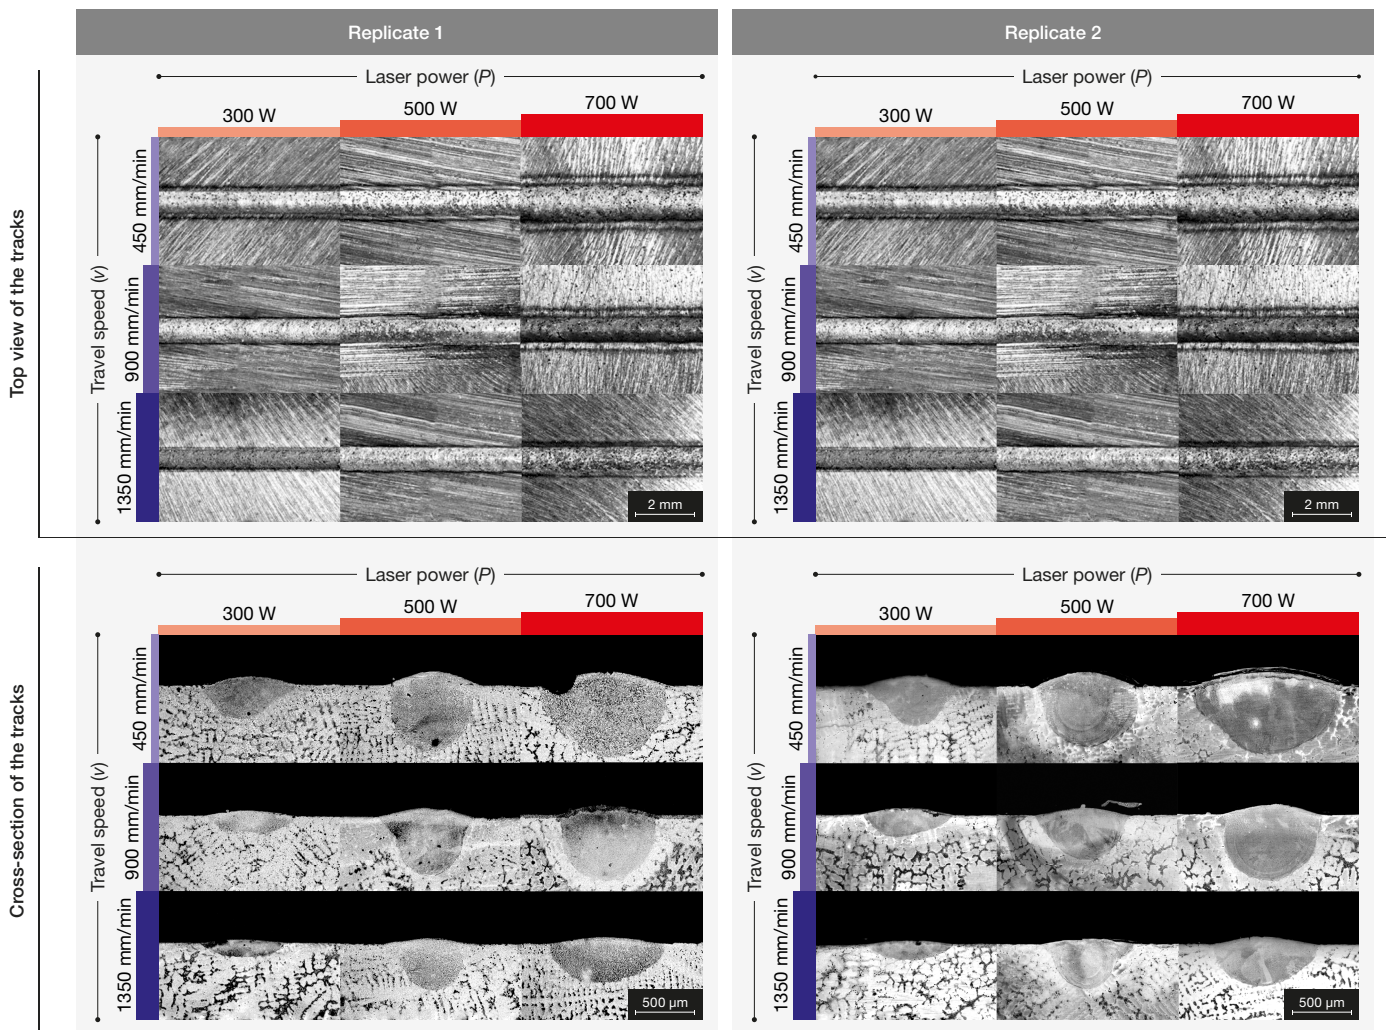 Replicate 1
Replicate 2
Top view of the tracks
Laser power (P)
300 W
500 W
700 W
Travel speed (v)
450 mm/min
900 mm/min
1350 mm/min
2 mm
Laser power (P)
300 W
500 W
700 W
Travel speed (v)
450 mm/min
900 mm/min
1350 mm/min
2 mm
Cross-section of the tracks
Laser power (P)
300 W
500 W
700 W
Travel speed (v)
450 mm/min
900 mm/min
1350 mm/min
500 µm
Laser power (P)
300 W
500 W
700 W
Travel speed (v)
450 mm/min
900 mm/min
1350 mm/min
500 µm